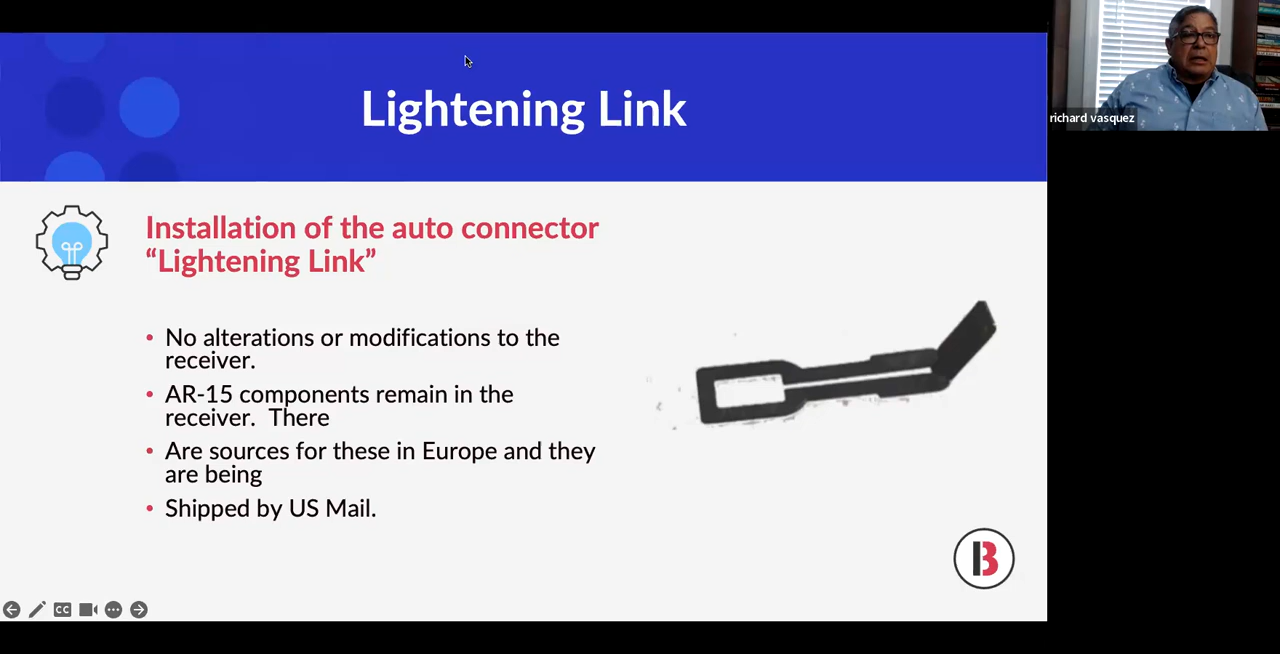 Lightening Link
richard vasquez
Installation of the auto connector
“Lightening Link”
• No alterations or modifications to the
receiver.
• AR-15 components remain in the
receiver.  There
• Are sources for these in Europe and they
are being
• Shipped by US Mail.
B
CC